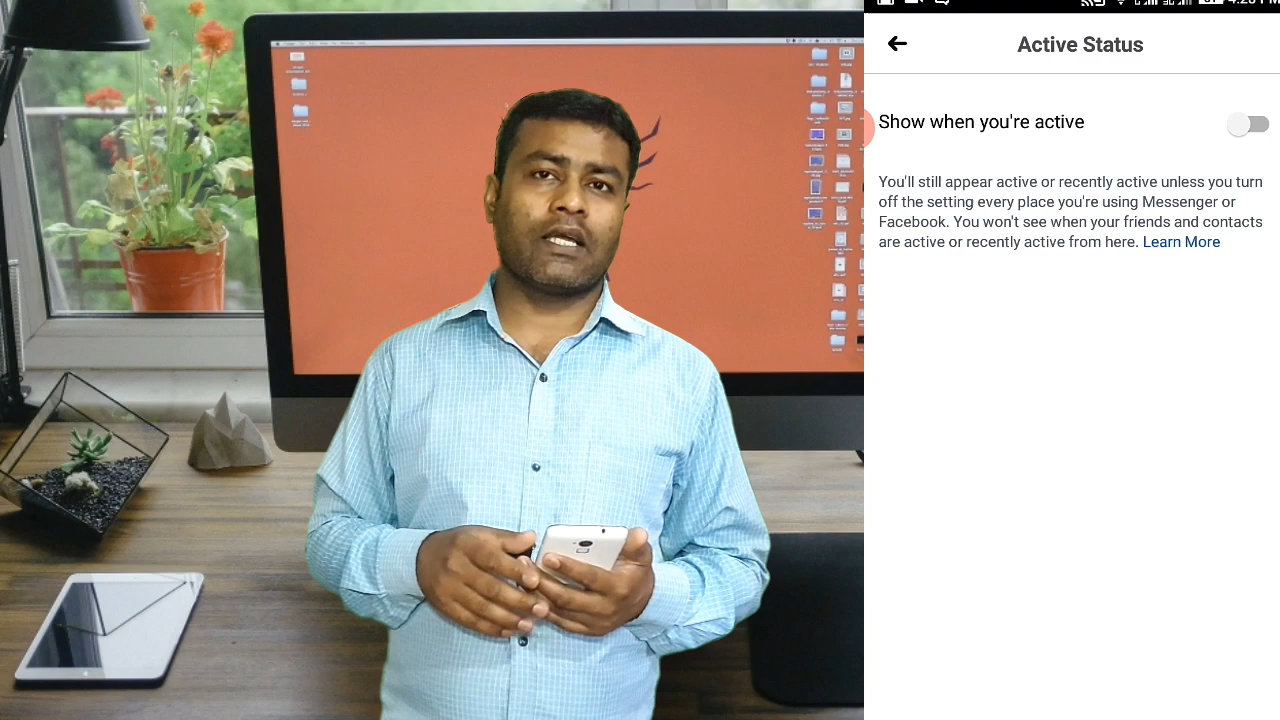 Active Status
Show when you're active
You'll still appear active or recently active unless you turn
off the setting every place you're using Messenger or
Facebook. You won't see when your friends and contacts
are active or recently active from here. Learn More